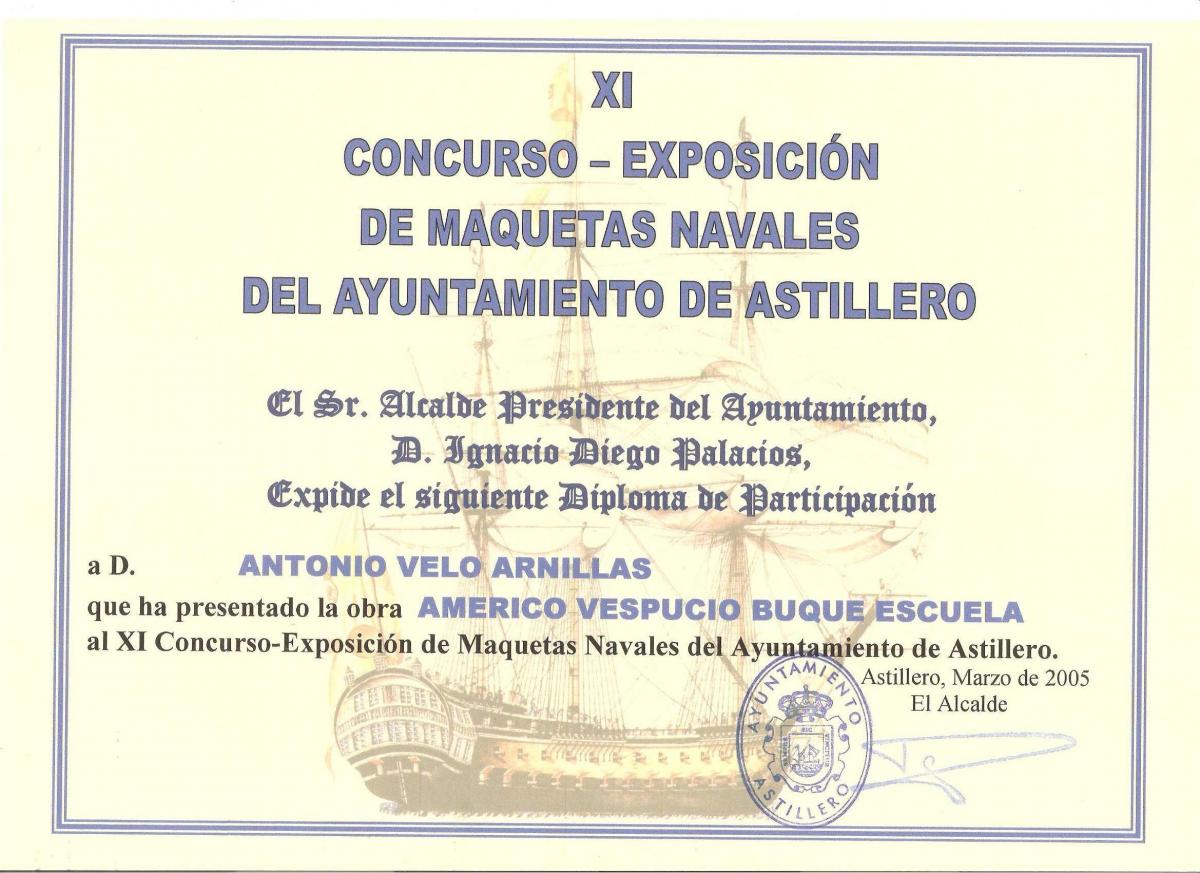 XI
CONCURSO – EXPOSICIÓN
DE MAQUETAS NAVALES
DEL AYUNTAMIENTO DE ASTILLERO
El Sr. Alcalde Presidente del Ayuntamiento,
D. Ignacio Diego Palacios,
Expide el siguiente Diploma de Participación
a D. ANTONIO VELO ARNILLAS
que ha presentado la obra AMERICO VESPUCIO BUQUE ESCUELA
al XI Concurso-Exposición de Maquetas Navales del Ayuntamiento de Astillero.
Astillero, Marzo de 2005
El Alcalde
AYUNTAMIENTO
ASTILLERO